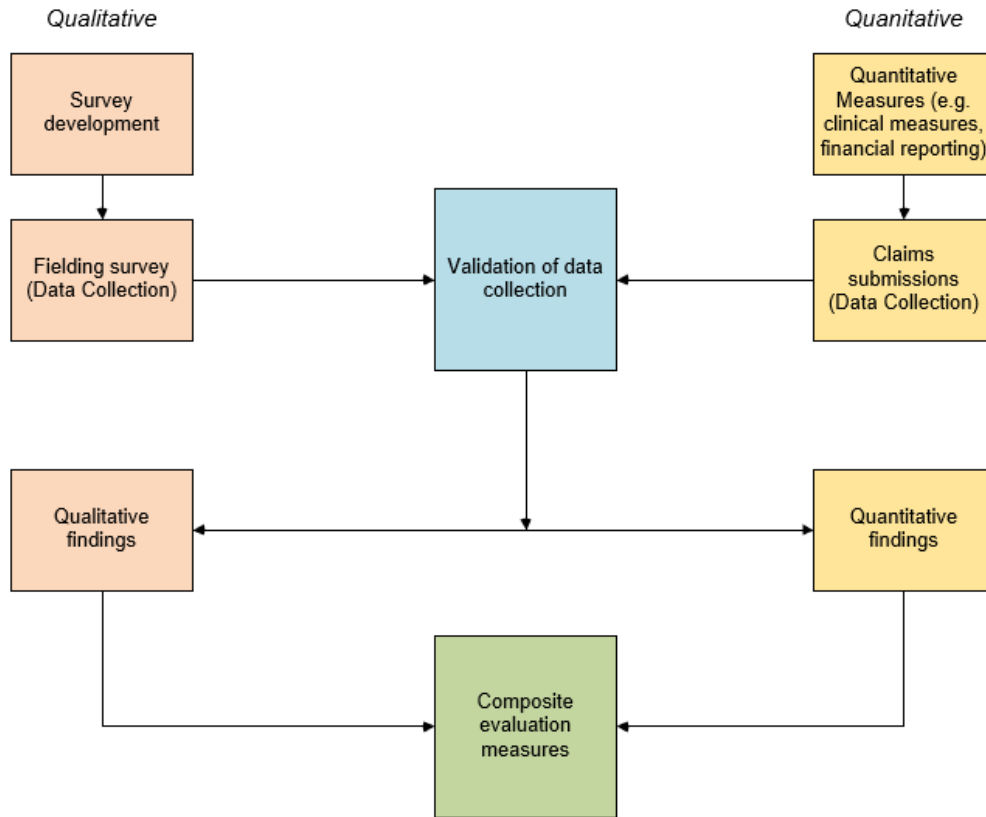 Qualitative
Quanitative
Survey
development
Quantitative
Measures (e.g.
clinical measures,
financial reporting)
Fielding survey
(Data Collection)
Validation of data
collection
Claims
submissions
(Data Collection)
Qualitative
findings
Quantitative
findings
Composite
evaluation
measures